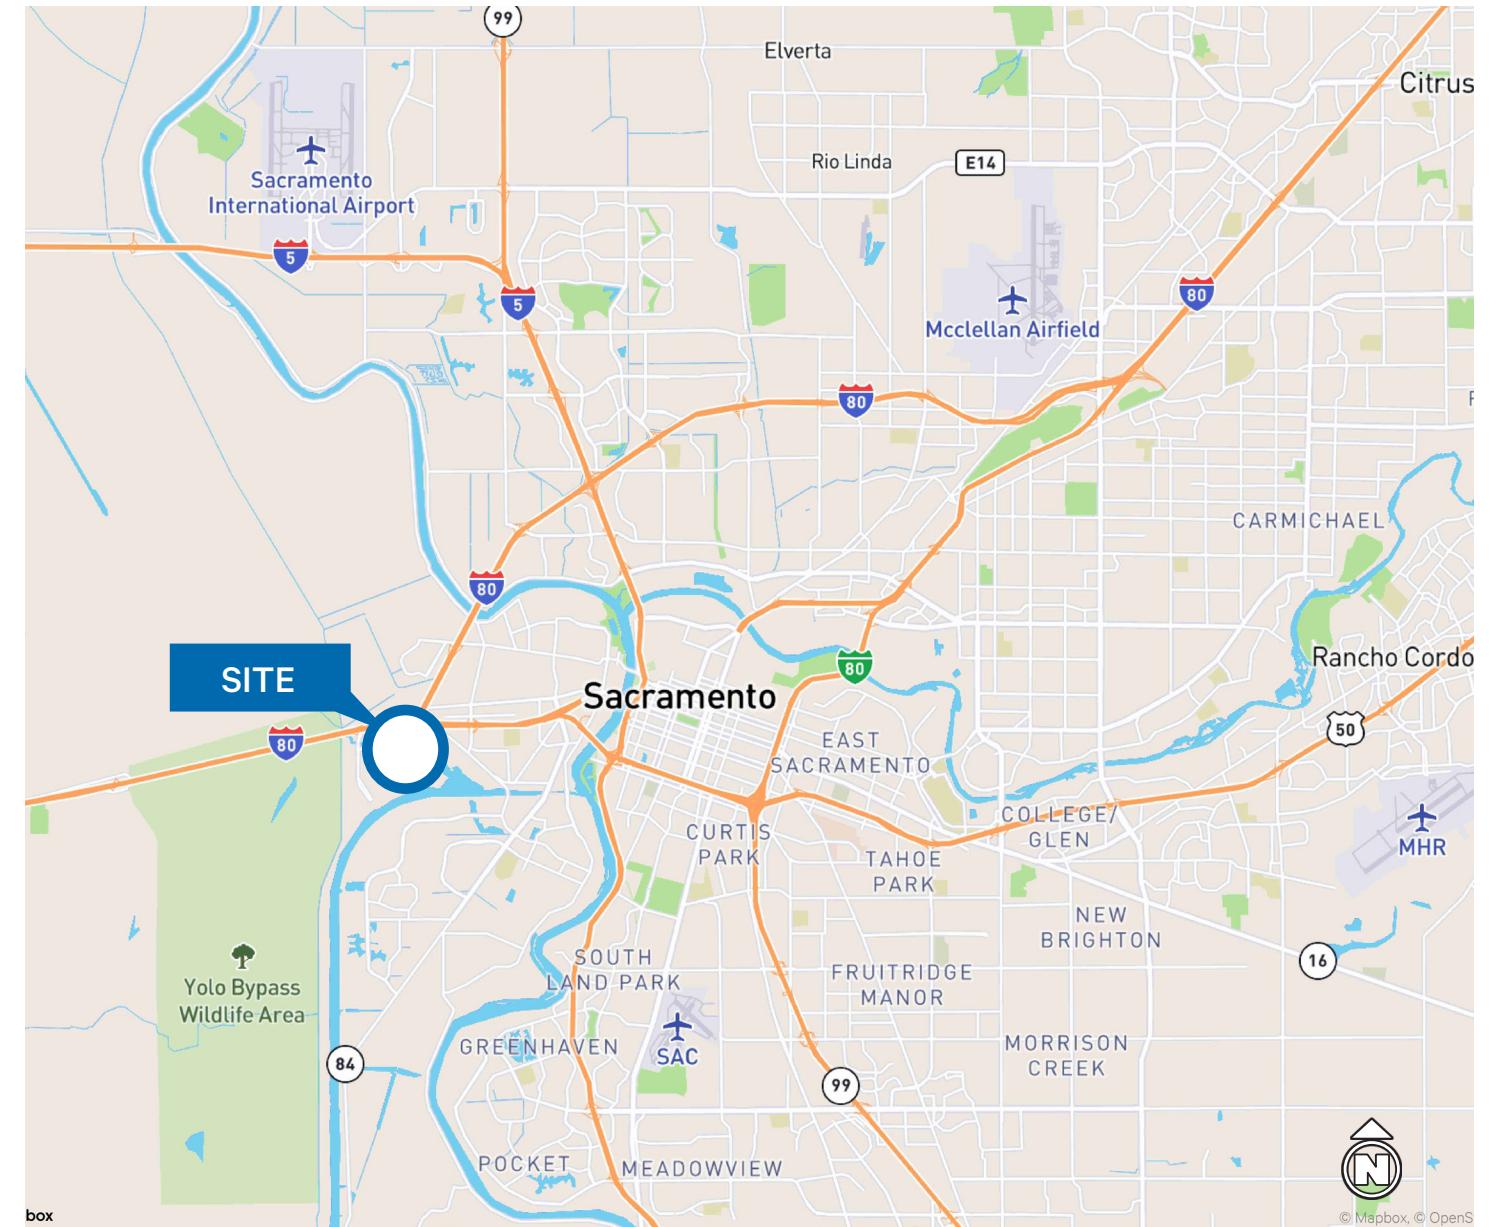 99
Elverta
Citrus
Rio Linda
E14
Sacramento
International Airport
5
5
80
Mcclellan Airfield
80
CARMICHAEL
80
SITE
Rancho Cordo
80
Sacramento
50
80
EAST
SACRAMENTO
COLLEGE/
GLEN
CURTIS
PARK
MHR
TAHOE
PARK
NEW
BRIGHTON
16
SOUTH
LAND PARK
FRUITRIDGE
MANOR
Yolo Bypass
Wildlife Area
GREENHAVEN
SAC
MORRISON
CREEK
84
99
POCKET
MEADOWVIEW
N
box
© Mapbox, © OpenS